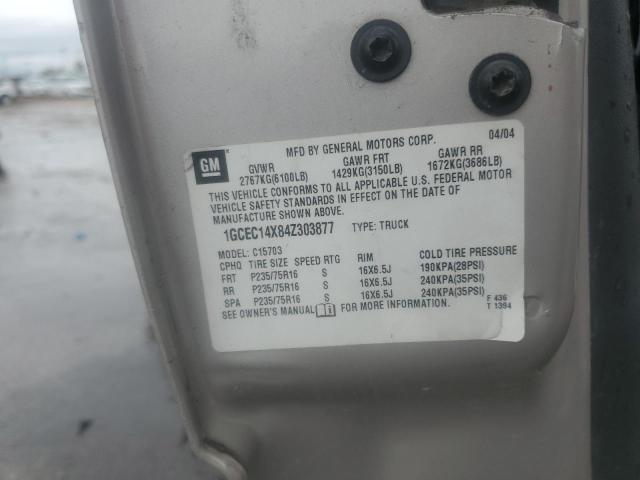 GM
MFD BY GENERAL MOTORS CORP. 04/04
GVWR GAWR FRT GAWR RR
2767KG(6100LB) 1429KG(3150LB) 1672KG(3686LB)
THIS VEHICLE CONFORMS TO ALL APPLICABLE U.S. FEDERAL MOTOR
VEHICLE SAFETY STANDARDS IN EFFECT ON THE DATE OF
MANUFACTURE SHOWN ABOVE.
1GCEC14X84Z303877 TYPE: TRUCK
MODEL: C15703
CPHQ TIRE SIZE SPEED RTG RIM COLD TIRE PRESSURE
FRT P235/75R16 S 16X6.5J 190KPA(28PSI)
RR P235/75R16 S 16X6.5J 240KPA(35PSI)
SPA P235/75R16 S 16X6.5J 240KPA(35PSI)
SEE OWNER'S MANUAL FOR MORE INFORMATION. F 436
T 1394